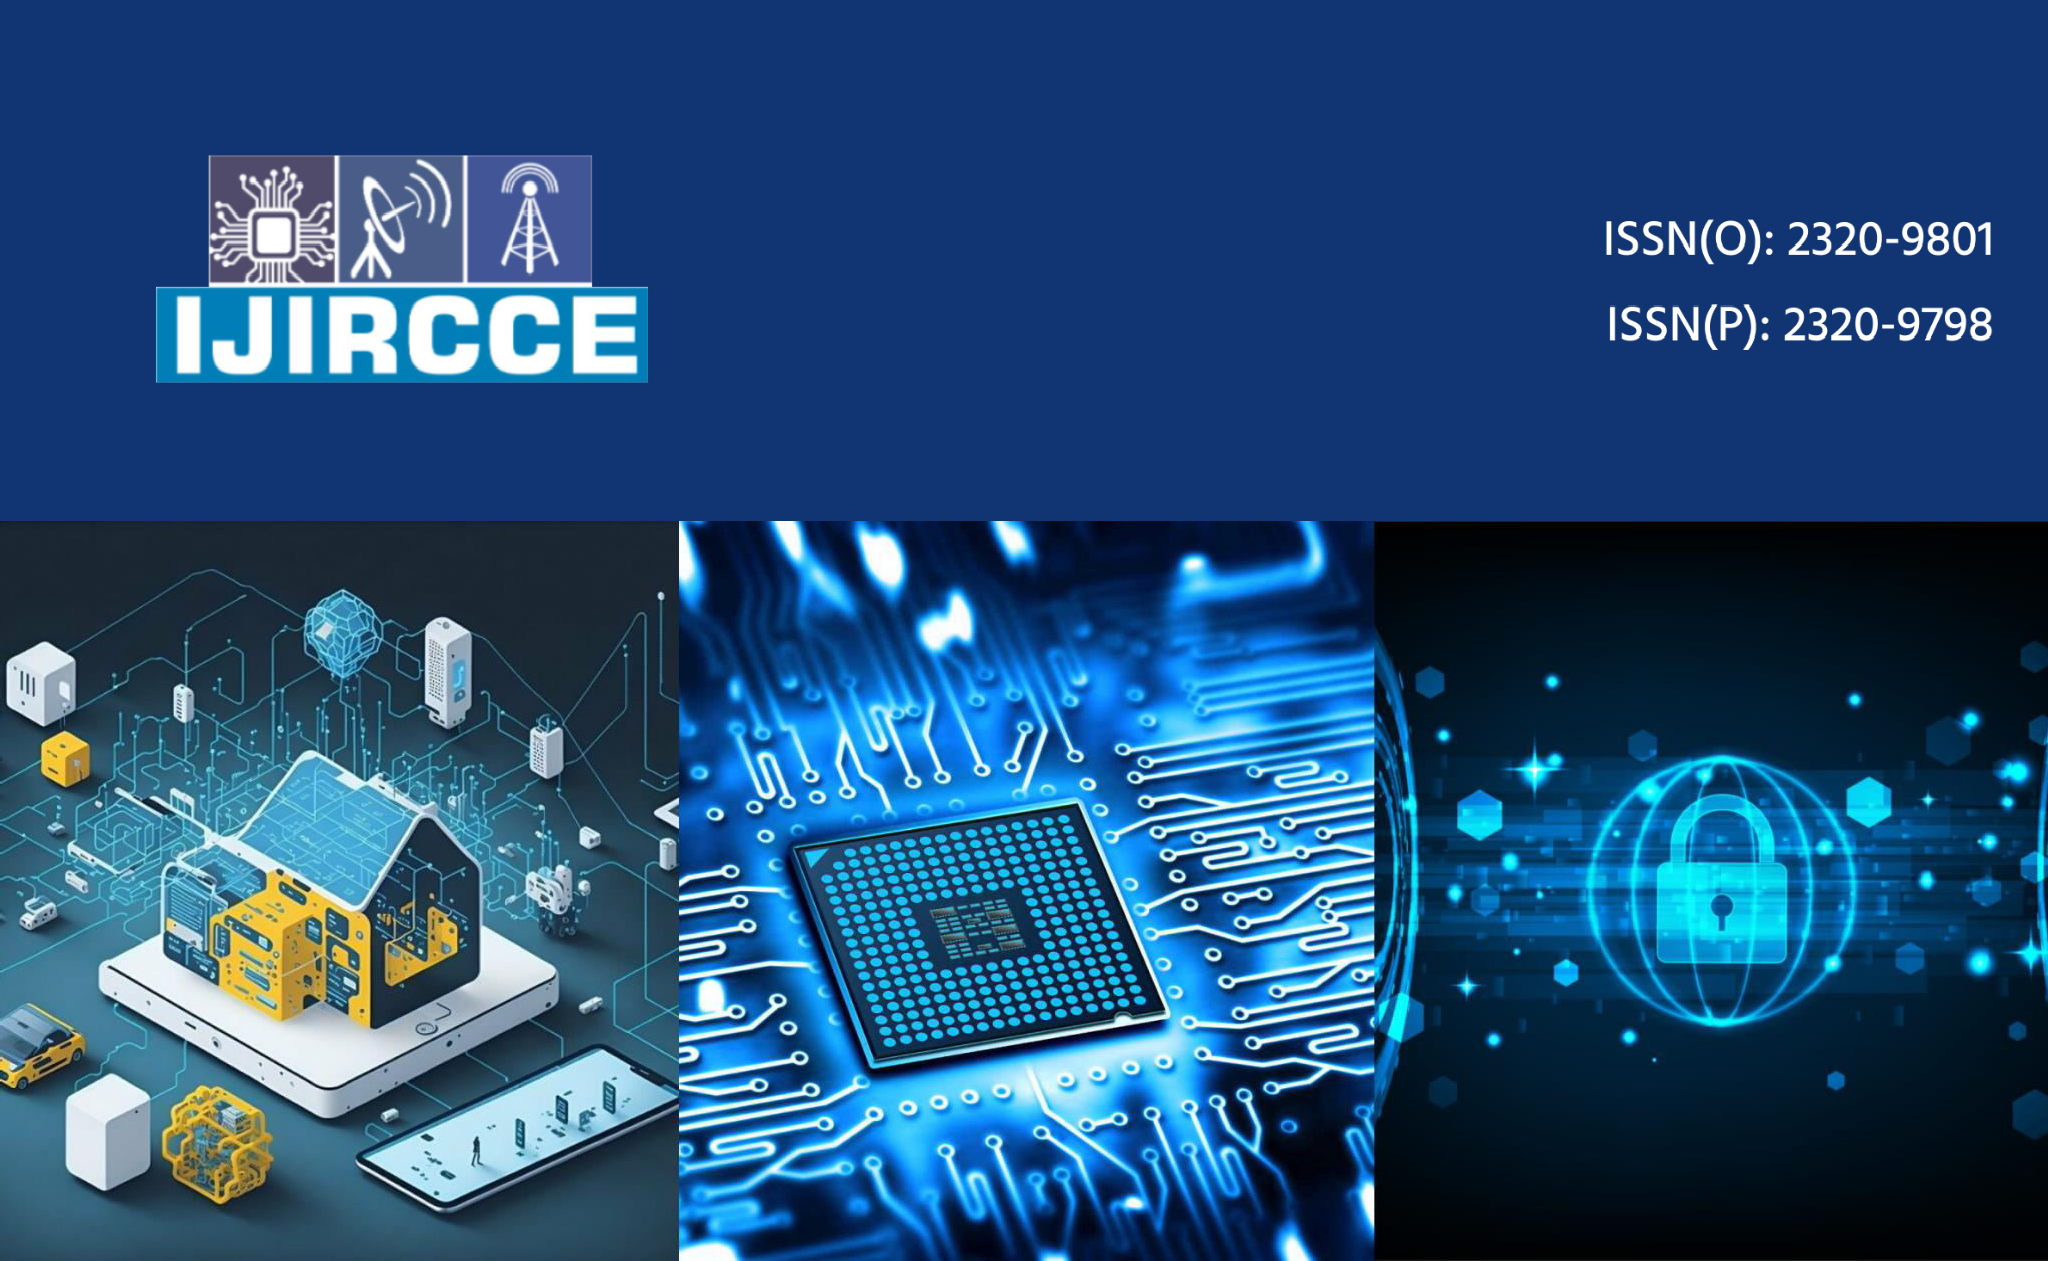 IJIRCCE
ISSN(O): 2320-9801
ISSN(P): 2320-9798